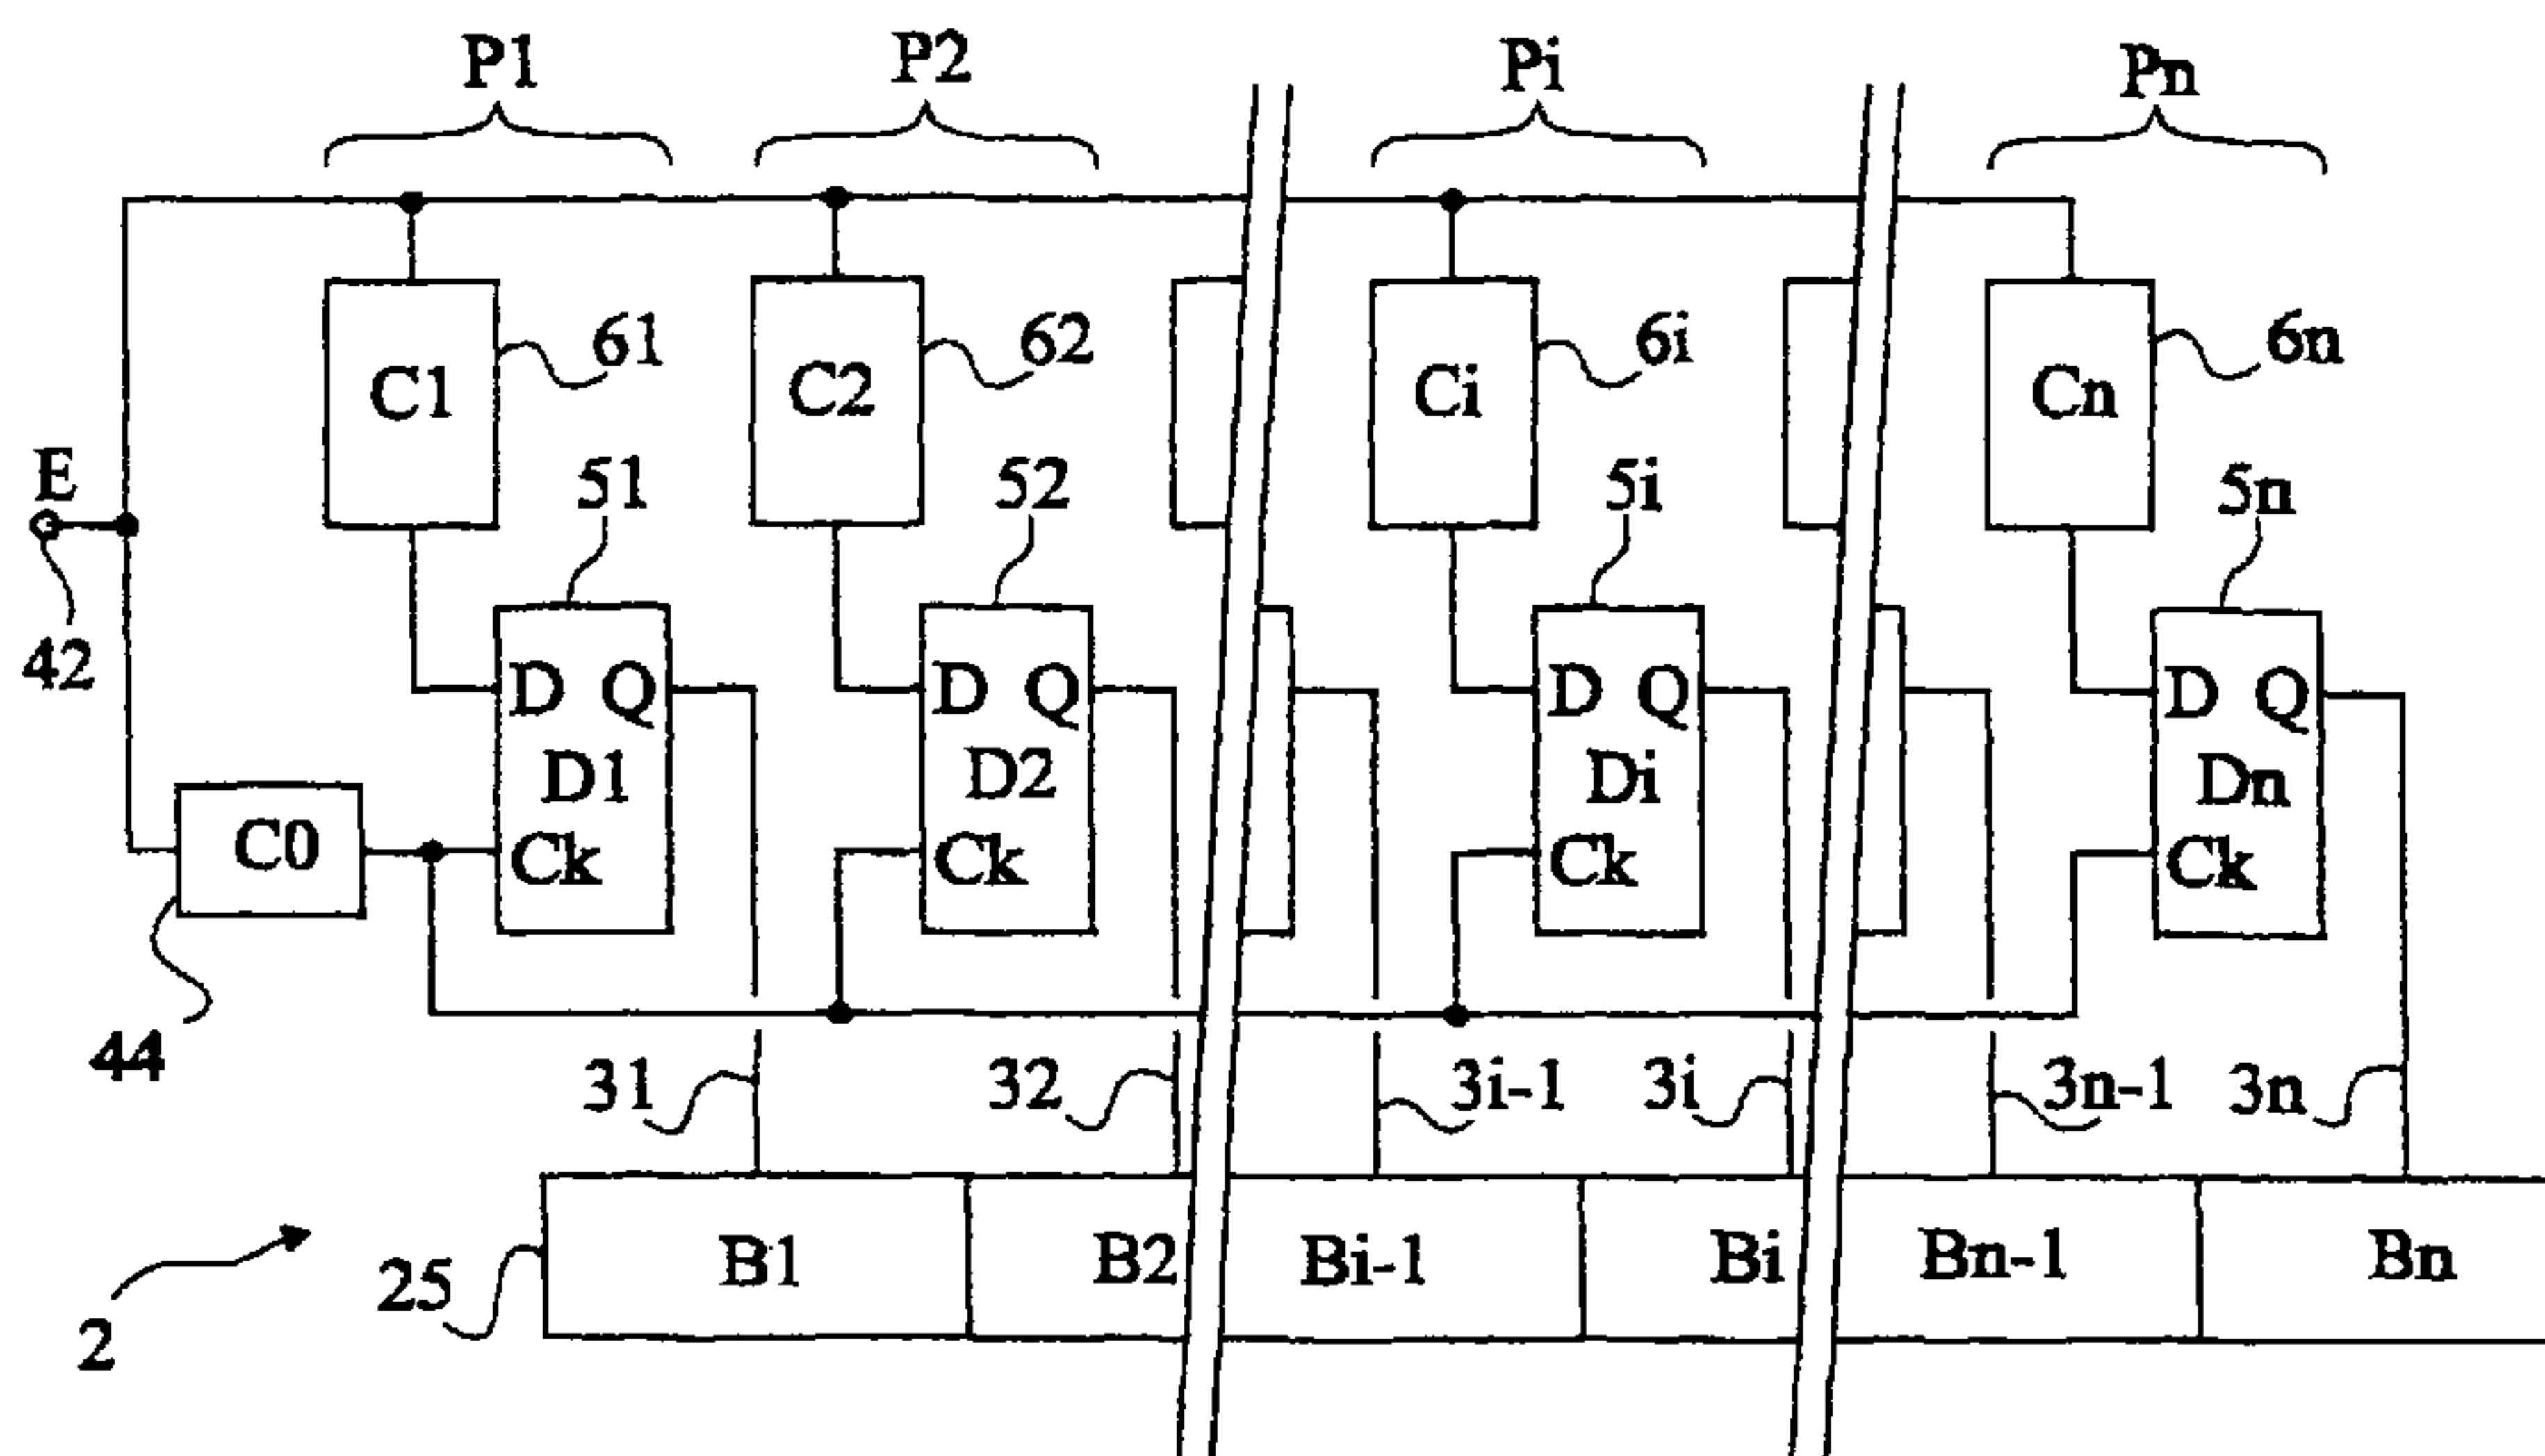 P1 P2 Pi Pn
61 62 6i 6n
C1 C2 Ci Cn
E
51 52 5i 5n
42
D Q D Q D Q D Q
D1 D2 Di Dn
C0
Ck Ck Ck Ck
44
31 32 3i-1 3i 3n-1 3n
25
B1 B2 Bi-1 Bi Bn-1 Bn
2